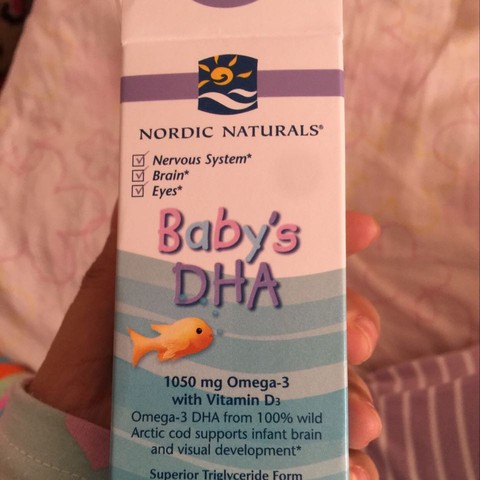 NORDIC NATURALS®
Nervous System*
Brain*
Eyes*
Baby's
DHA
1050 mg Omega-3
with Vitamin D3
Omega-3 DHA from 100% wild
Arctic cod supports infant brain
and visual development*
Superior Triglyceride Form